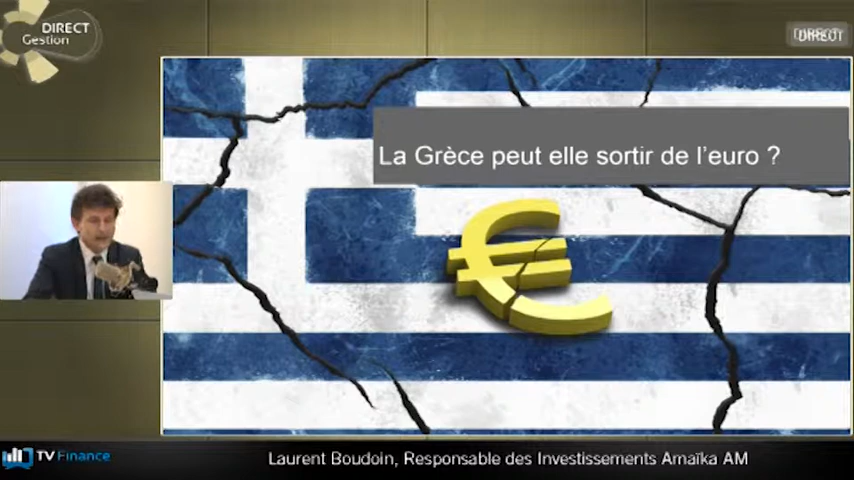 DIRECT
Gestion
DIRECT
La Grèce peut elle sortir de l'euro ?
TV Finance
Laurent Boudoin, Responsable des Investissements Amaïka AM